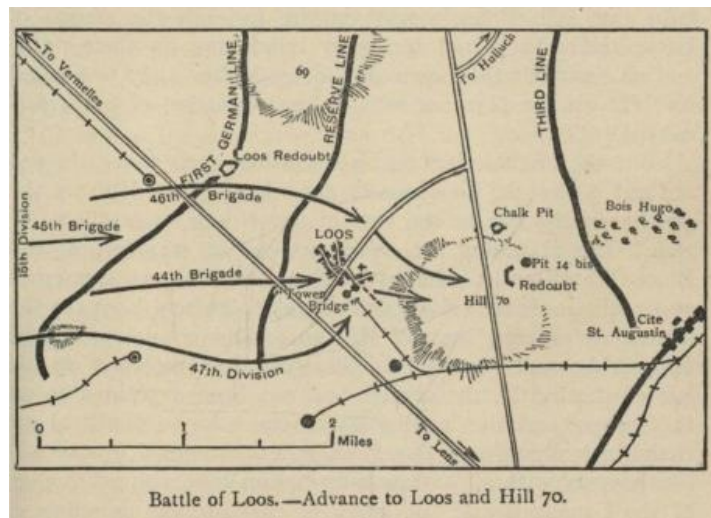 To Vermelles
FIRST GERMAN LINE
69
RESERVE LINE
To Hulluch
THIRD LINE
Loos Redoubt
46th Brigade
15th Division
45th Brigade
LOOS
Chalk Pit
Bois Hugo
44th Brigade
Tower
Bridge
Pit 14 bis
Redoubt
Hill 70
Cite
St. Augustin
47th. Division
0 1 2
Miles
To Lens
Battle of Loos.—Advance to Loos and Hill 70.